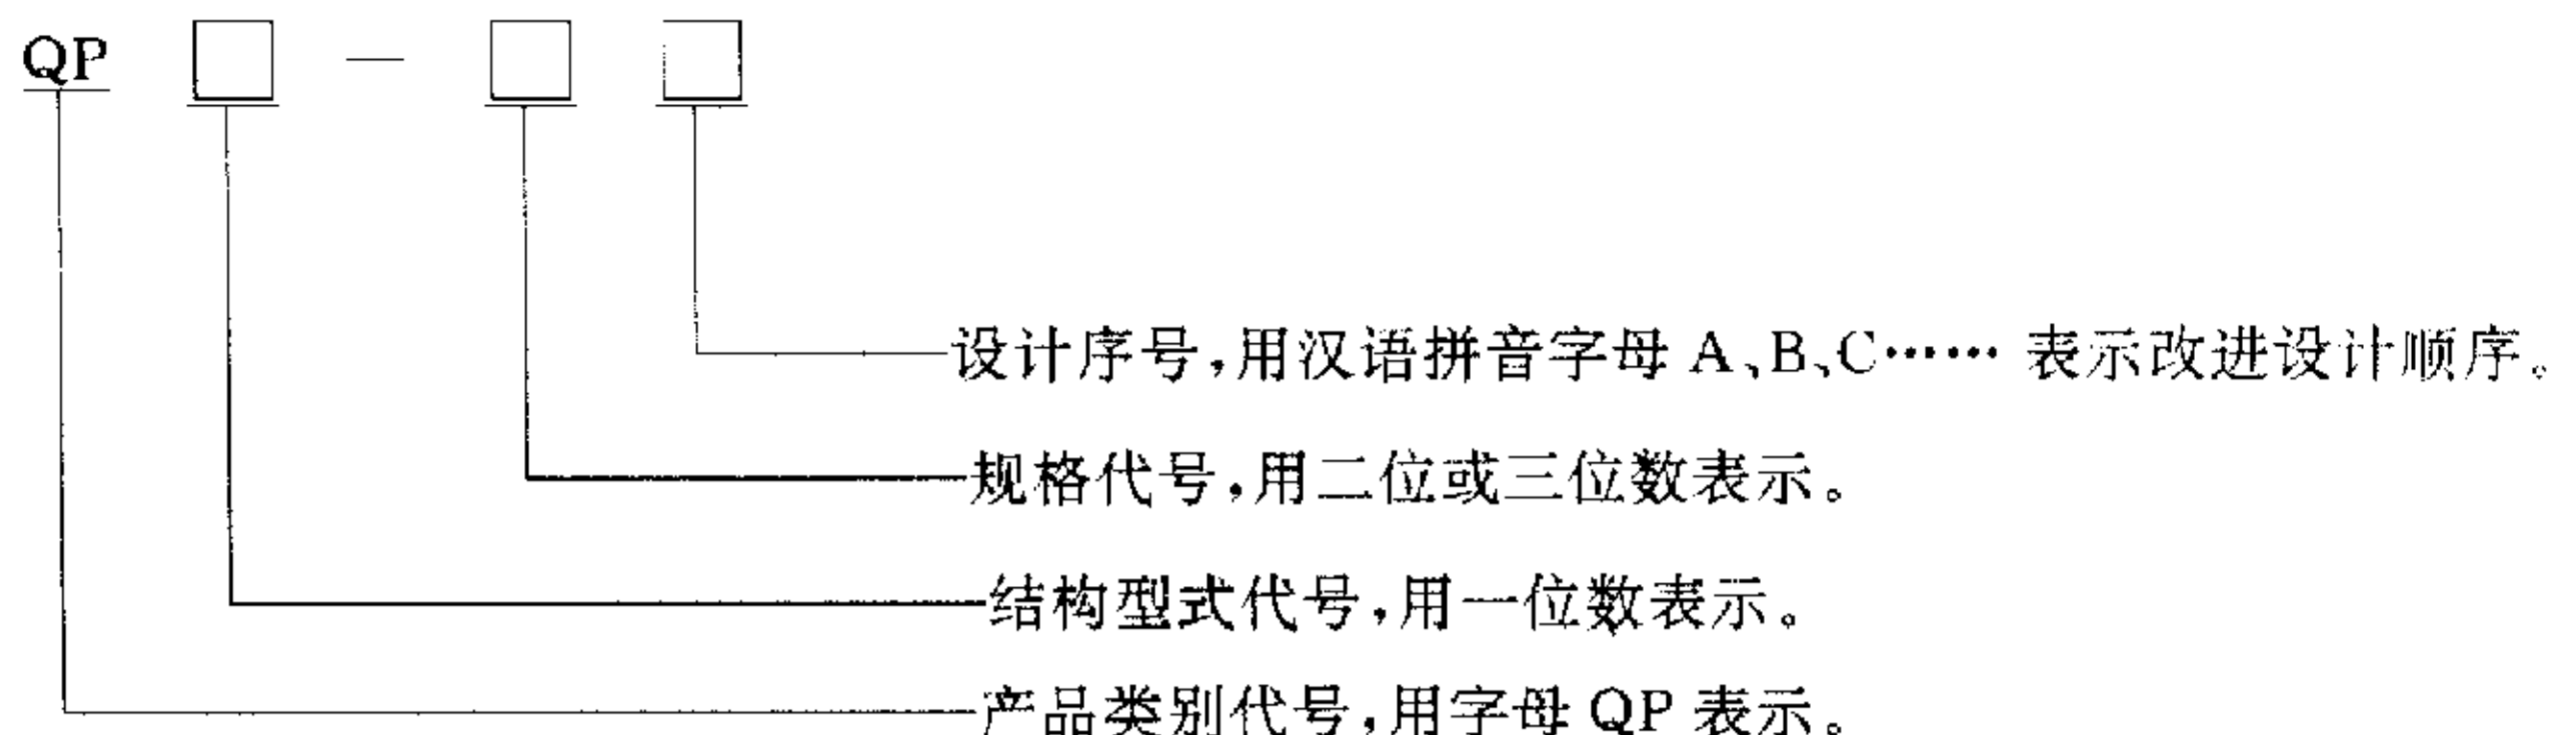 QP □ — □ □
设计序号,用汉语拼音字母 A、B、C…… 表示改进设计顺序。
规格代号,用二位或三位数表示。
结构型式代号,用一位数表示。
产品类别代号,用字母 QP 表示。